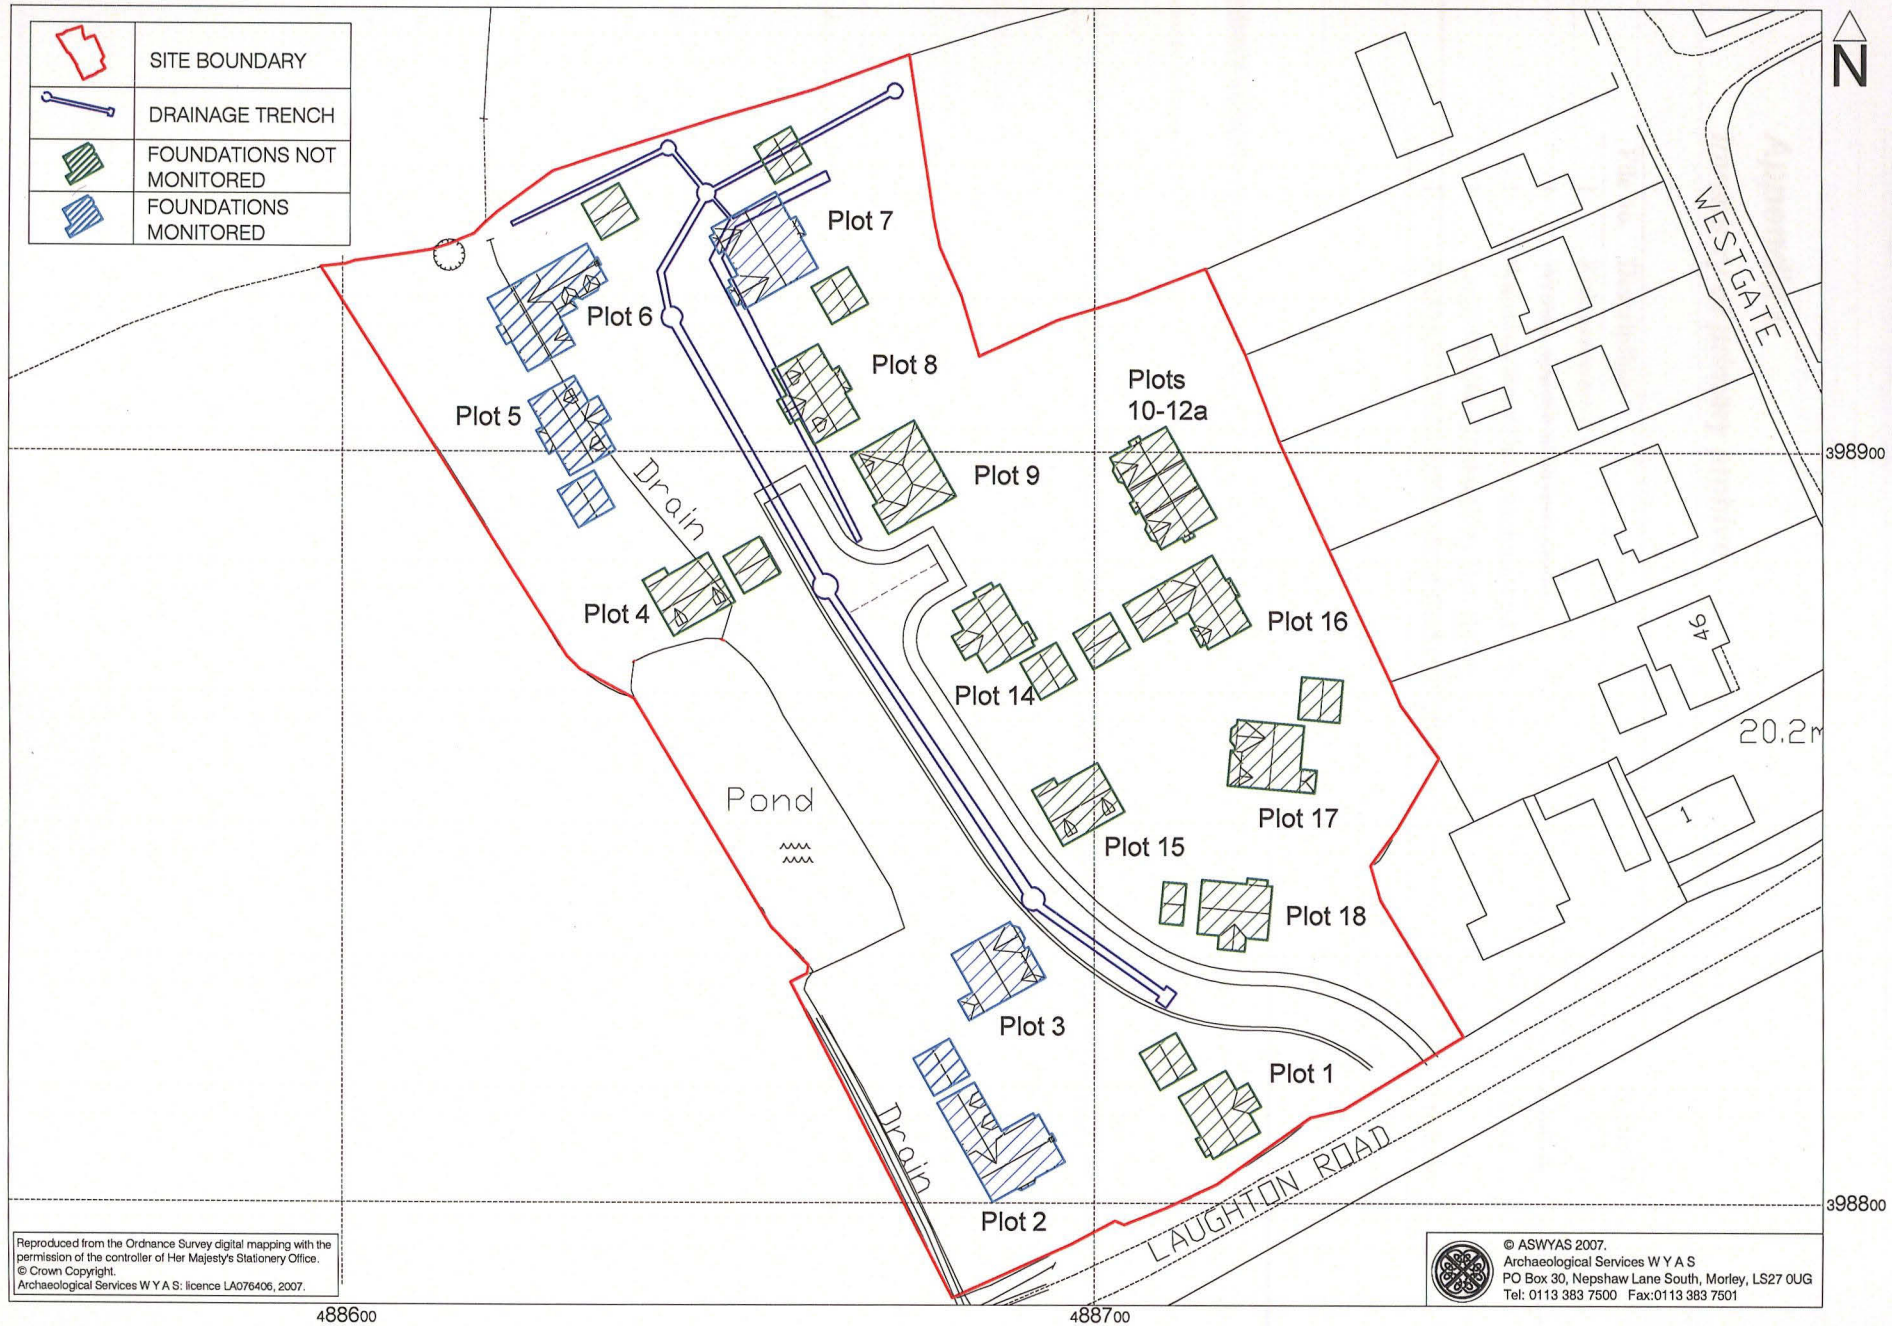 SITE BOUNDARY
DRAINAGE TRENCH
FOUNDATIONS NOT
MONITORED
FOUNDATIONS
MONITORED
N
WESTGATE
Plot 7
Plot 6
Plot 8
Plots
10-12a
Plot 5
398900
Plot 9
Drain
Plot 4
Plot 16
46
Plot 14
20.2m
Pond
Plot 17
1
Plot 15
Plot 18
Plot 3
Plot 1
Drain
LAUGHTON ROAD
398800
Plot 2
Reproduced from the Ordnance Survey digital mapping with the
permission of the controller of Her Majesty's Stationery Office.
© Crown Copyright.
Archaeological Services W Y A S: licence LA076406, 2007.
© ASWYAS 2007.
Archaeological Services W Y A S
PO Box 30, Nepshaw Lane South, Morley, LS27 0UG
Tel: 0113 383 7500 Fax:0113 383 7501
488600
488700